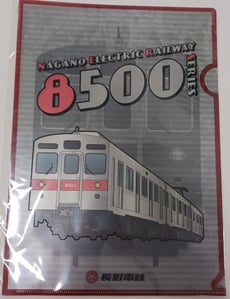 NAGANO ELECTRIC RAILWAY
8500
SERIES
長野電鉄